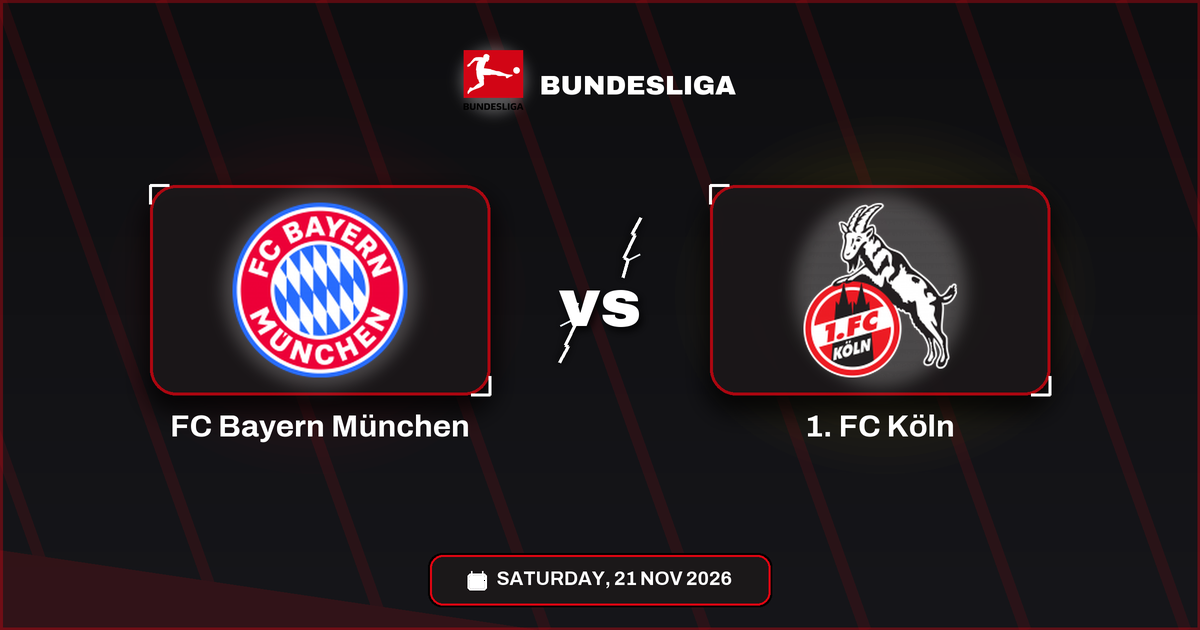 BUNDESLIGA
BUNDESLIGA
FC BAYERN
MÜNCHEN
VS
1. FC
KÖLN
FC Bayern München
1. FC Köln
SATURDAY, 21 NOV 2026